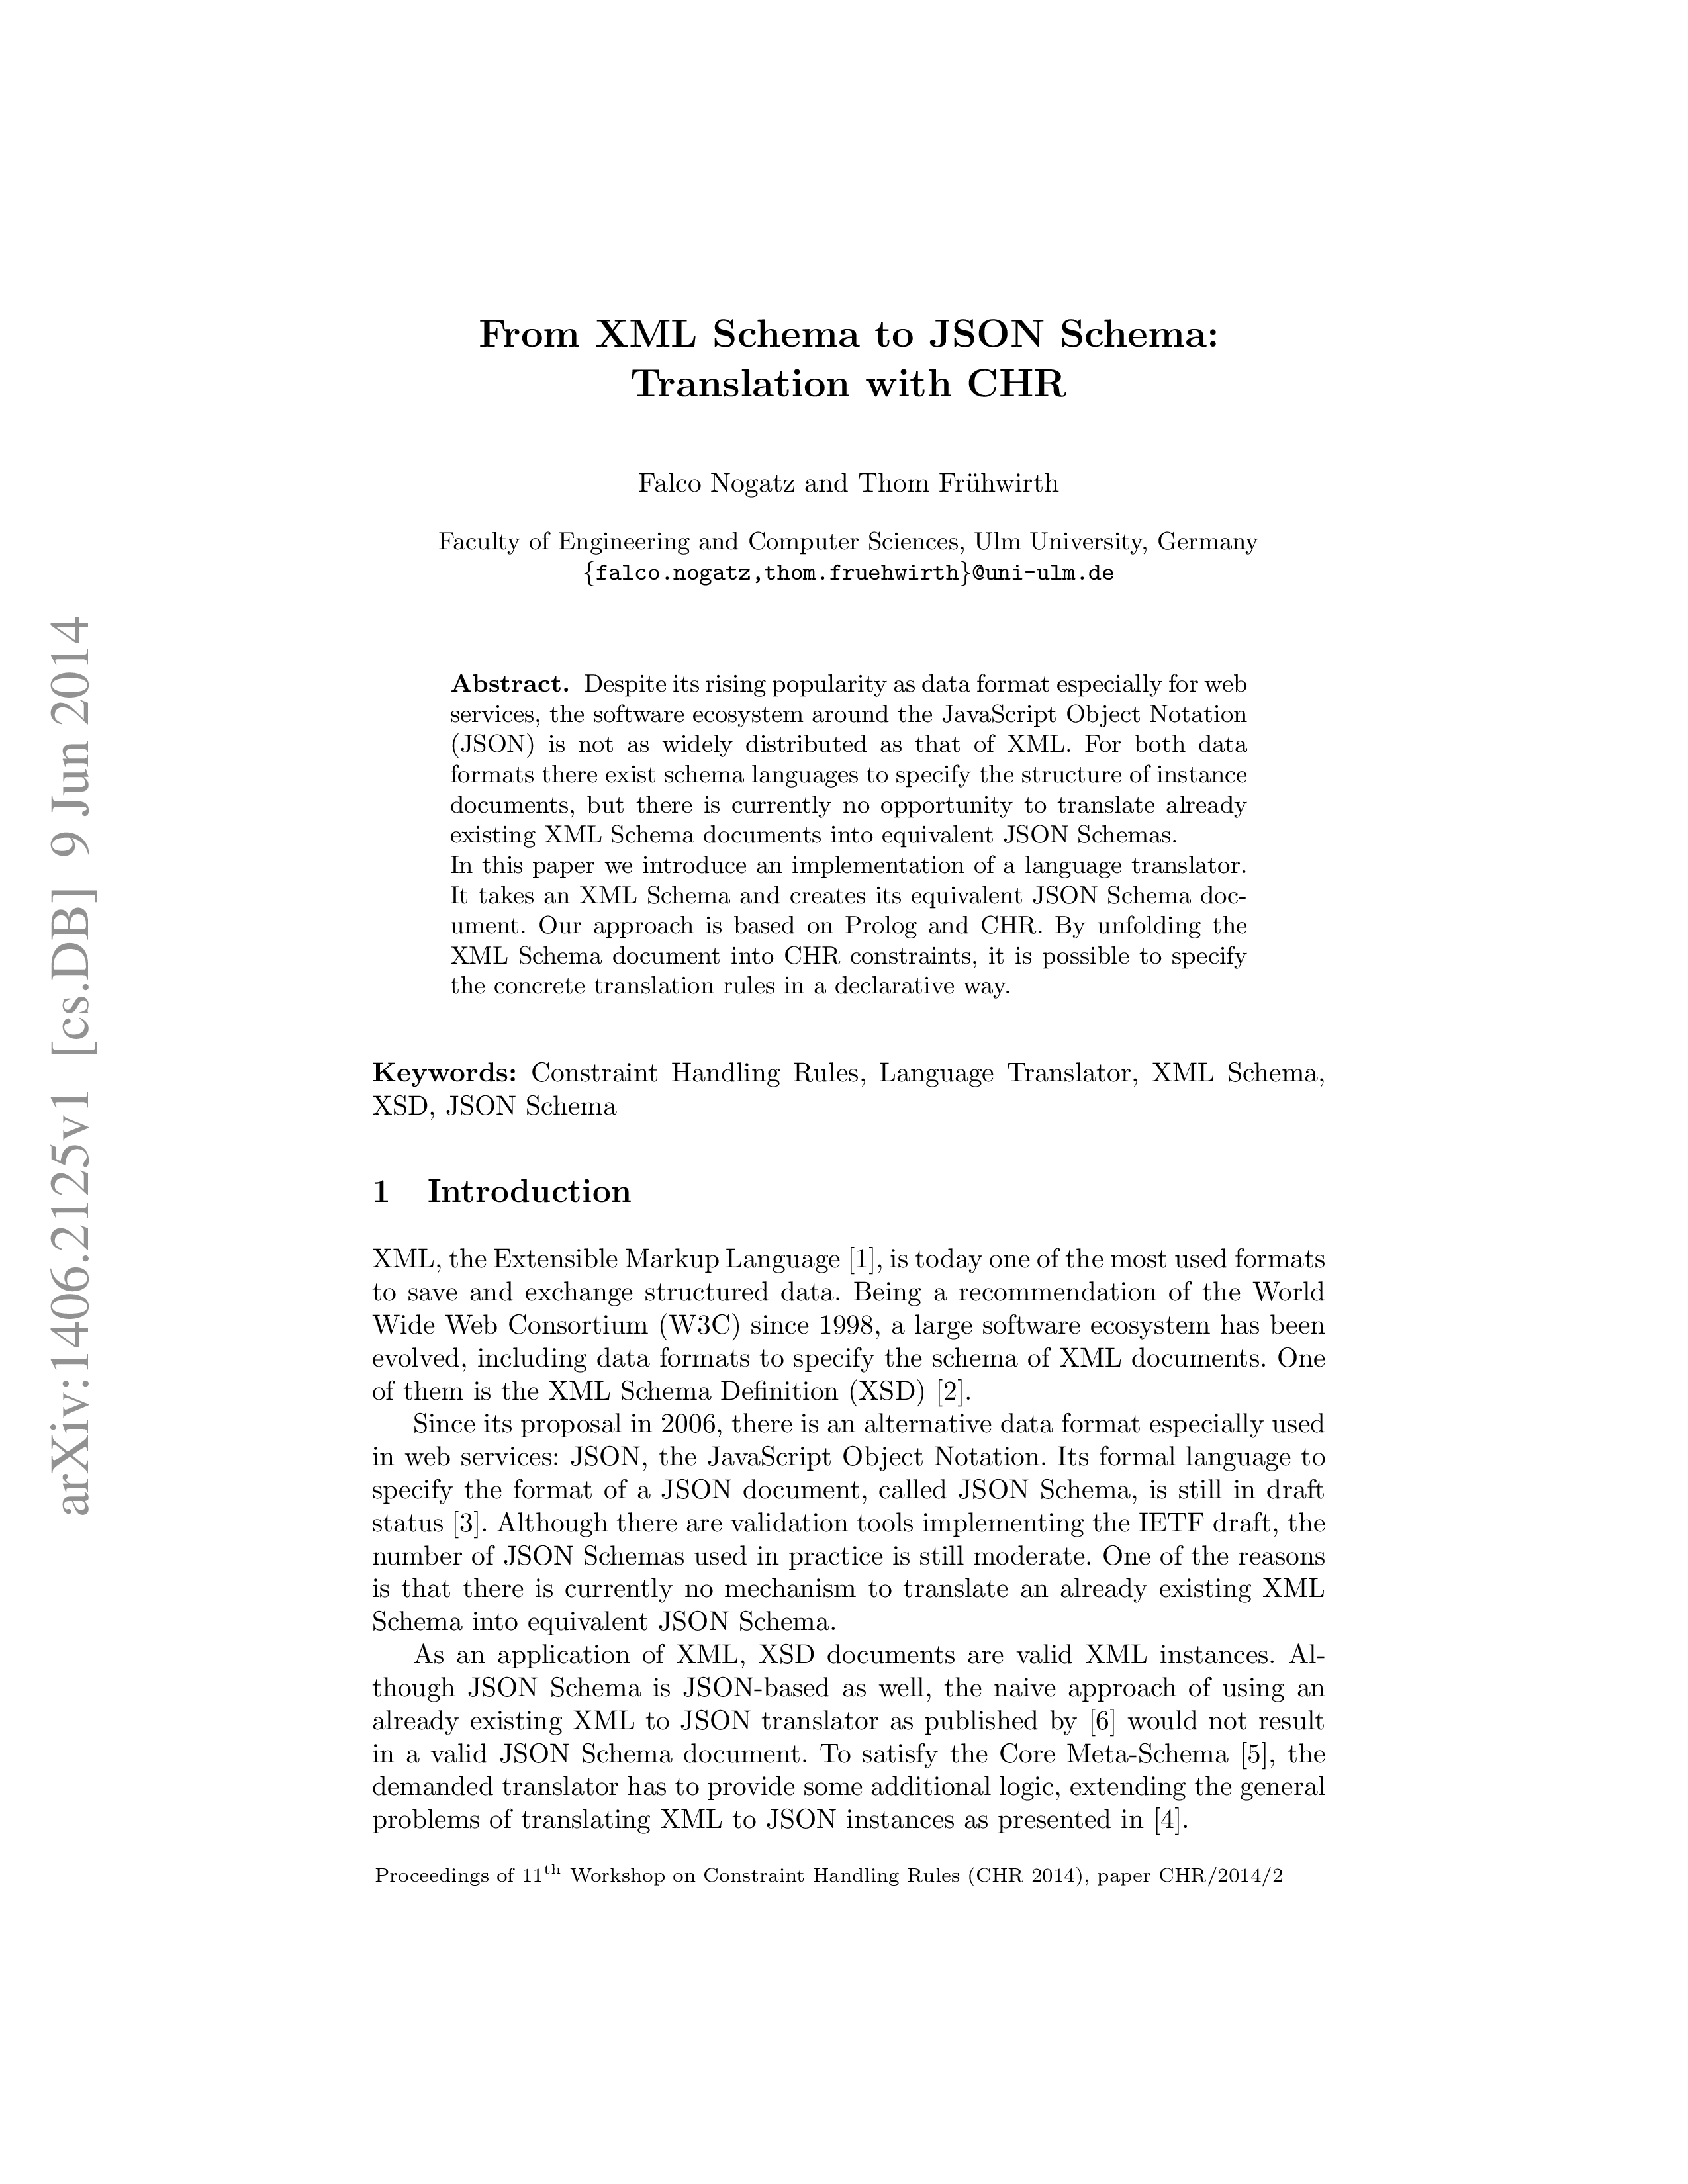 From XML Schema to JSON Schema:
Translation with CHR
Falco Nogatz and Thom Frühwirth
Faculty of Engineering and Computer Sciences, Ulm University, Germany
{falco.nogatz,thom.fruehwirth}@uni-ulm.de
Abstract. Despite its rising popularity as data format especially for web
services, the software ecosystem around the JavaScript Object Notation
(JSON) is not as widely distributed as that of XML. For both data
formats there exist schema languages to specify the structure of instance
documents, but there is currently no opportunity to translate already
existing XML Schema documents into equivalent JSON Schemas.
In this paper we introduce an implementation of a language translator.
It takes an XML Schema and creates its equivalent JSON Schema doc-
ument. Our approach is based on Prolog and CHR. By unfolding the
XML Schema document into CHR constraints, it is possible to specify
the concrete translation rules in a declarative way.
Keywords: Constraint Handling Rules, Language Translator, XML Schema,
XSD, JSON Schema
1 Introduction
XML, the Extensible Markup Language [1], is today one of the most used formats
to save and exchange structured data. Being a recommendation of the World
Wide Web Consortium (W3C) since 1998, a large software ecosystem has been
evolved, including data formats to specify the schema of XML documents. One
of them is the XML Schema Definition (XSD) [2].
Since its proposal in 2006, there is an alternative data format especially used
in web services: JSON, the JavaScript Object Notation. Its formal language to
specify the format of a JSON document, called JSON Schema, is still in draft
status [3]. Although there are validation tools implementing the IETF draft, the
number of JSON Schemas used in practice is still moderate. One of the reasons
is that there is currently no mechanism to translate an already existing XML
Schema into equivalent JSON Schema.
As an application of XML, XSD documents are valid XML instances. Al-
though JSON Schema is JSON-based as well, the naive approach of using an
already existing XML to JSON translator as published by [6] would not result
in a valid JSON Schema document. To satisfy the Core Meta-Schema [5], the
demanded translator has to provide some additional logic, extending the general
problems of translating XML to JSON instances as presented in [4].
Proceedings of 11th Workshop on Constraint Handling Rules (CHR 2014), paper CHR/2014/2
arXiv:1406.2125v1 [cs.DB] 9 Jun 2014